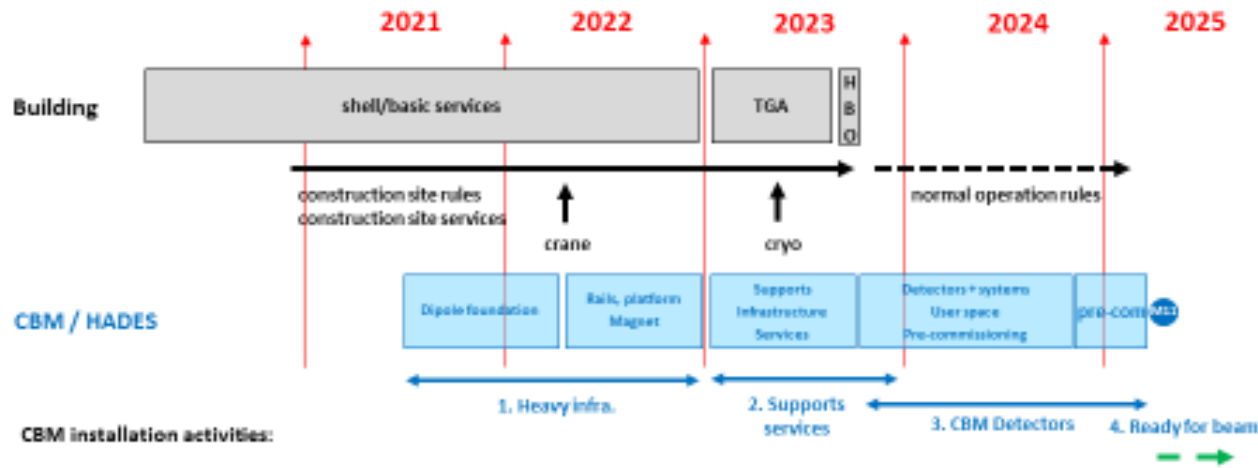 2021 2022 2023 2024 2025
Building
shell/basic services
TGA
H
B
O
construction site rules
construction site services
normal operation rules
crane
cryo
CBM / HADES
Dipole foundation
Rails, platform
Magnet
Supports
Infrastructure
Services
Detectors + systems
User space
Pre-commissioning
pre-com
1. Heavy infra.
2. Supports
services
3. CBM Detectors
4. Ready for beam
CBM installation activities: